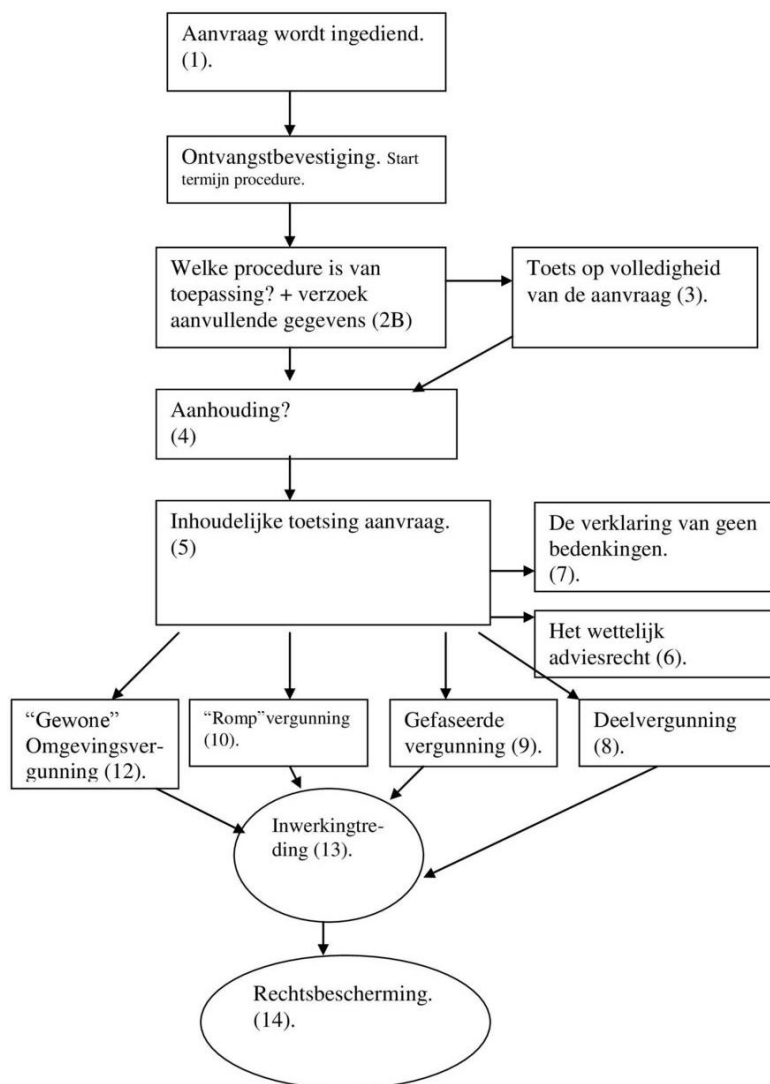 Aanvraag wordt ingediend.
(1).
Ontvangstbevestiging. Start
termijn procedure.
Welke procedure is van
toepassing? + verzoek
aanvullende gegevens (2B)
Toets op volledigheid
van de aanvraag (3).
Aanhouding?
(4)
Inhoudelijke toetsing aanvraag.
(5)
De verklaring van geen
bedenkingen.
(7).
Het wettelijk
adviesrecht (6).
“Gewone”
Omgevingsver-
gunning (12).
“Romp”vergunning
(10).
Gefaseerde
vergunning (9).
Deelvergunning
(8).
Inwerkingtre-
ding (13).
Rechtsbescherming.
(14).